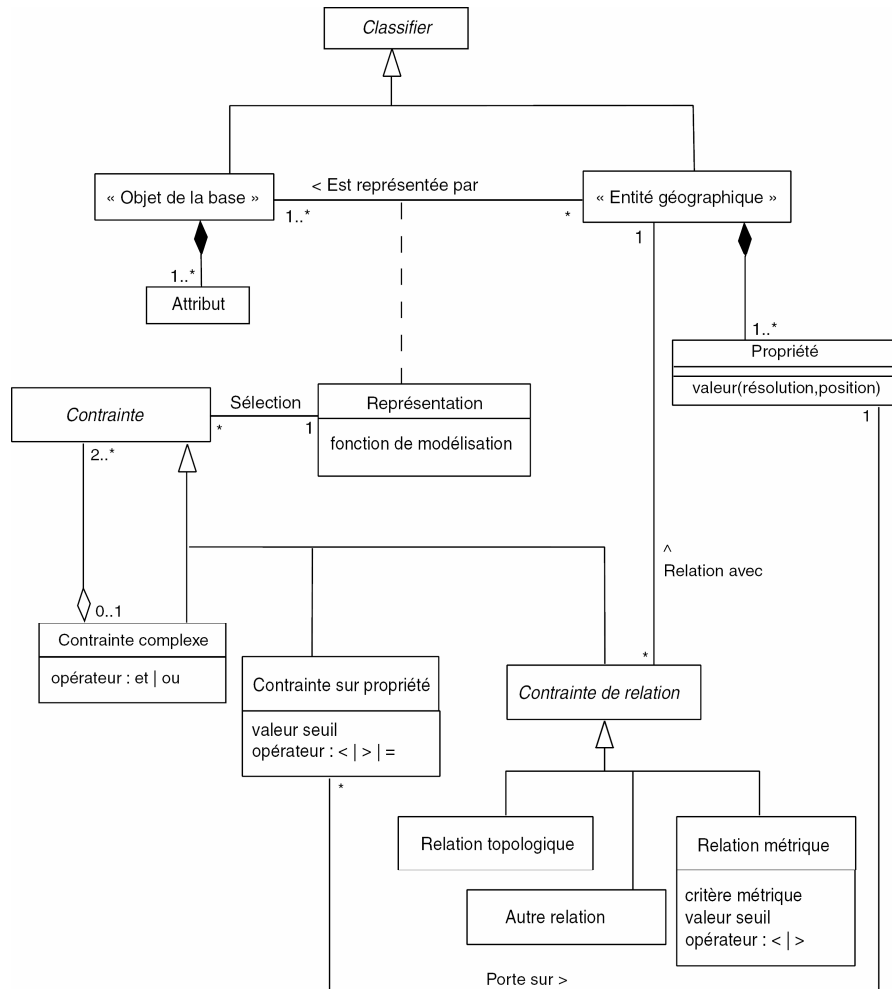 Classifier
« Objet de la base »
< Est représentée par
« Entité géographique »
1..*
*
1
1..*
Attribut
1..*
Propriété
valeur(résolution,position)
1
Contrainte
Sélection
*
1
Représentation
fonction de modélisation
2..*
^
Relation avec
0..1
Contrainte complexe
opérateur : et | ou
*
Contrainte sur propriété
valeur seuil
opérateur : < | > | =
Contrainte de relation
*
Relation topologique
Relation métrique
critère métrique
valeur seuil
opérateur : < | >
Autre relation
Porte sur >